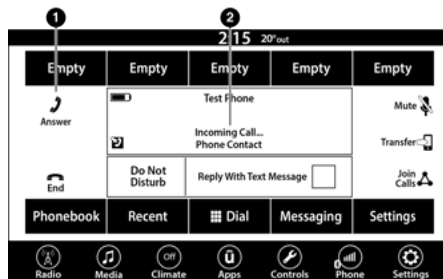 1 2
2:15 20°out
Empty Empty Empty Empty Empty
Answer
Test Phone
Incoming Call...
Phone Contact
Mute
Transfer
End
Do Not
Disturb
Reply With Text Message
Join
Calls
Phonebook Recent Dial Messaging Settings
Off ü
Radio Media Climate Apps Controls Phone Settings